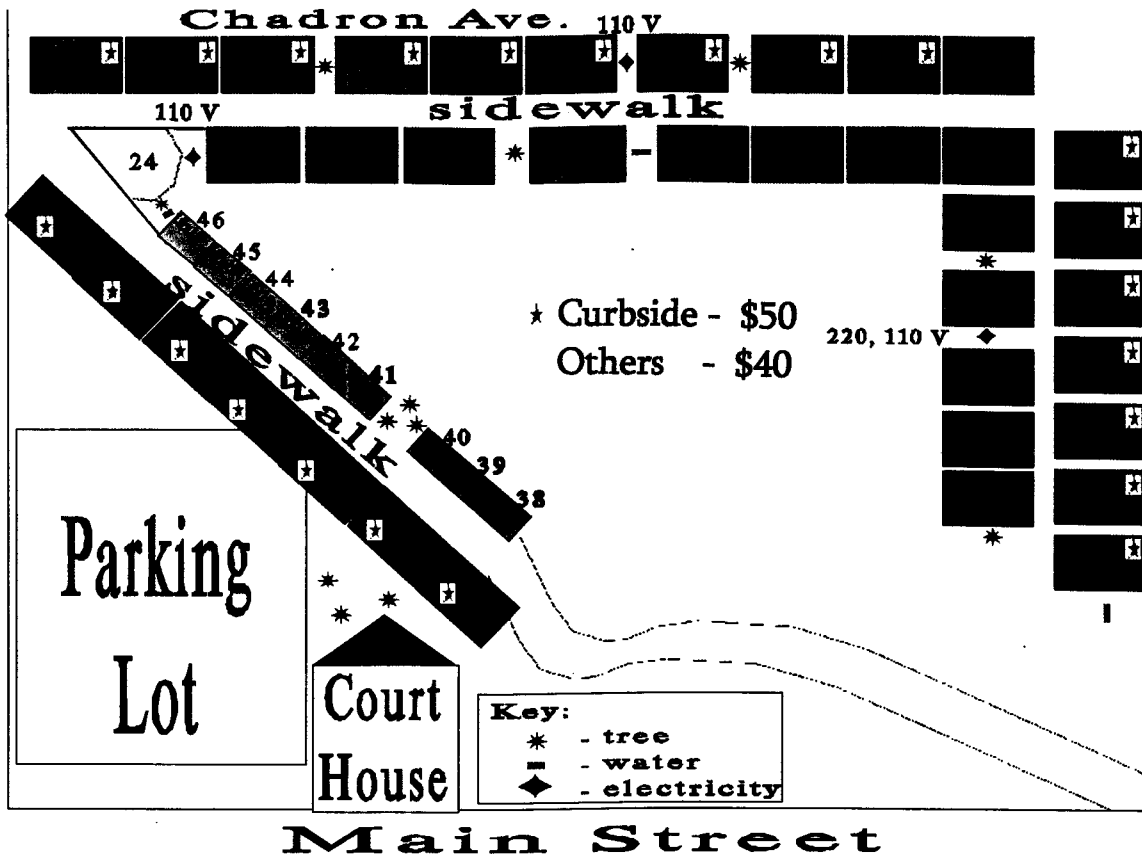 Chadron Ave.
110 V
sidewalk
110 V
24
46
45
44
43
42
41
40
39
38
sidewalk
Curbside - $50
Others - $40
220, 110 V
Parking
Lot
Court
House
Key:
- tree
- water
- electricity
Main Street